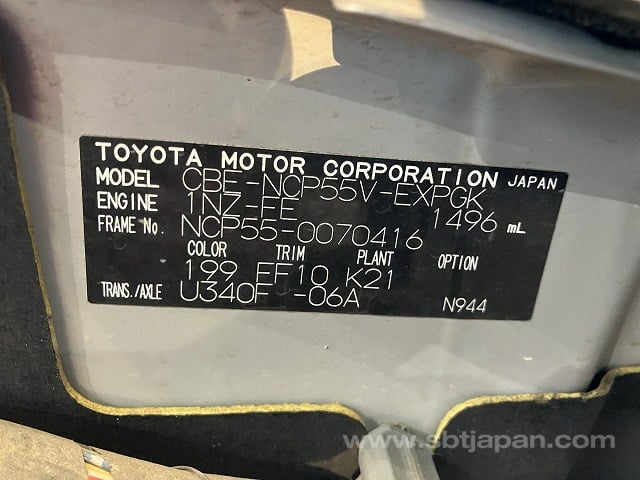 TOYOTA MOTOR CORPORATION JAPAN
MODEL CBE-NCP55V-EXPGK
ENGINE 1NZ-FE 1496 mL
FRAME No. NCP55-0070416
COLOR TRIM PLANT OPTION
199 FF10 K21
TRANS./AXLE U340F -06A N944
www.sbtjapan.com